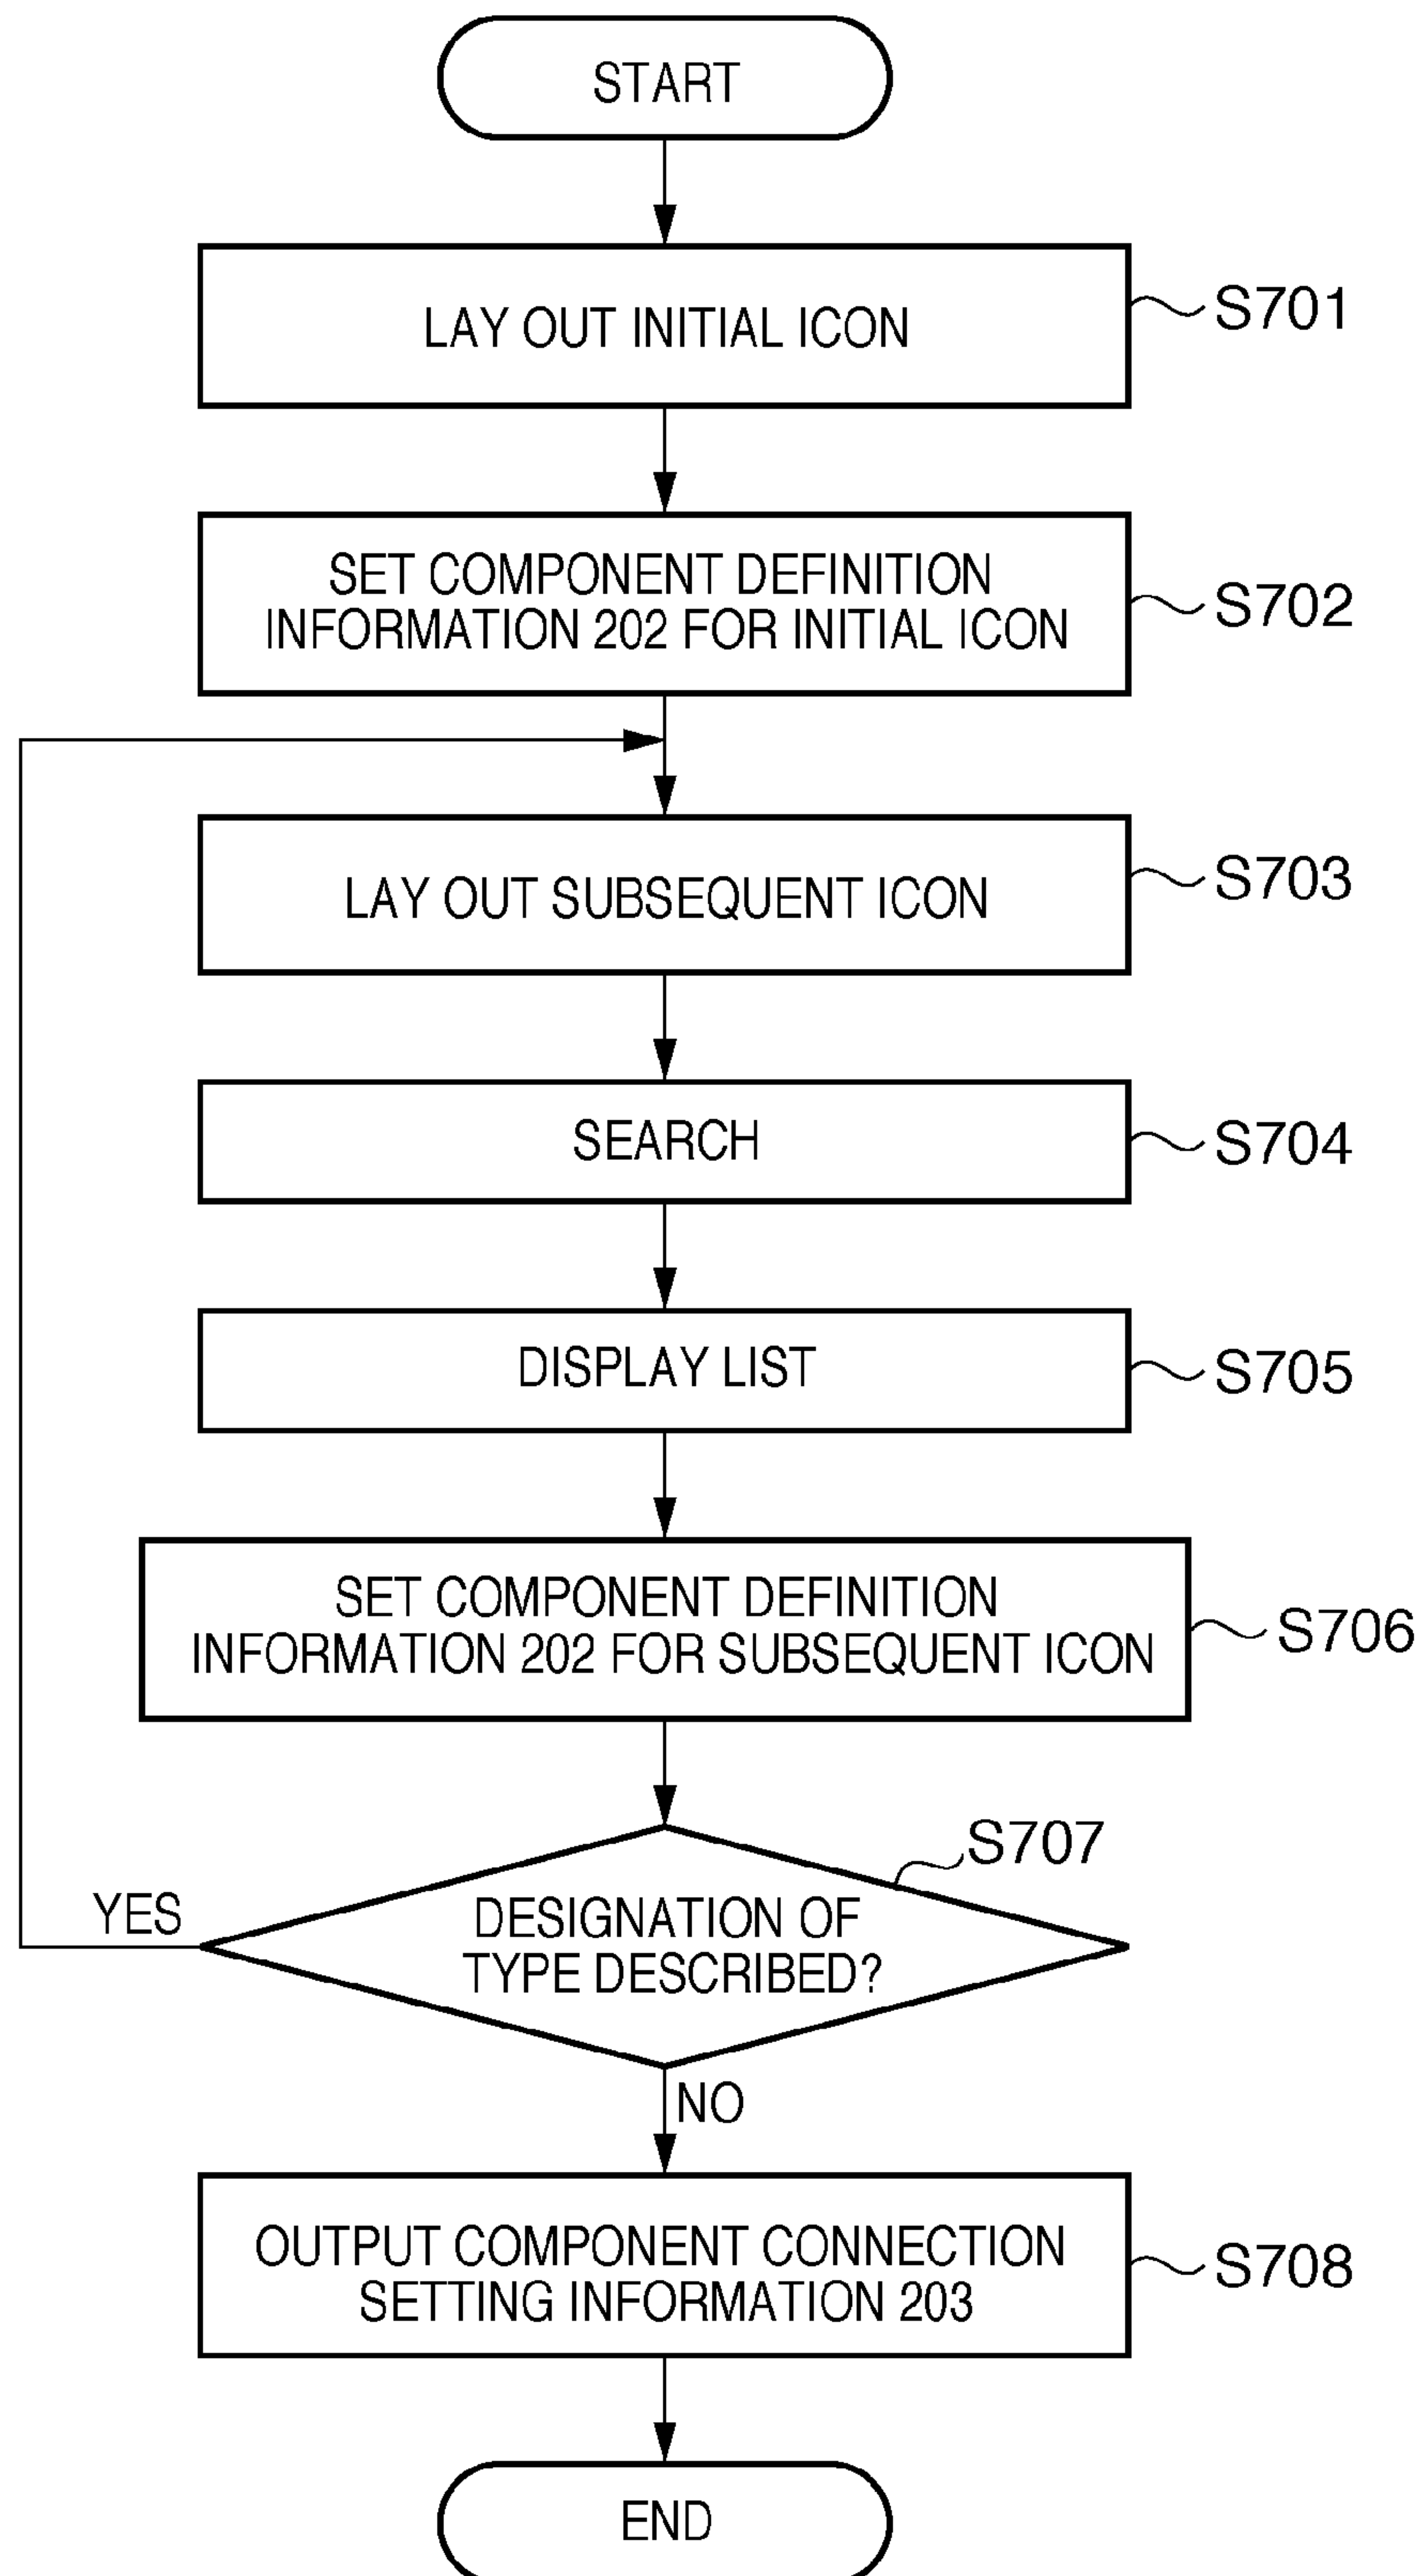 START
LAY OUT INITIAL ICON
S701
SET COMPONENT DEFINITION
INFORMATION 202 FOR INITIAL ICON
S702
LAY OUT SUBSEQUENT ICON
S703
SEARCH
S704
DISPLAY LIST
S705
SET COMPONENT DEFINITION
INFORMATION 202 FOR SUBSEQUENT ICON
S706
S707
DESIGNATION OF
TYPE DESCRIBED?
YES
NO
OUTPUT COMPONENT CONNECTION
SETTING INFORMATION 203
S708
END